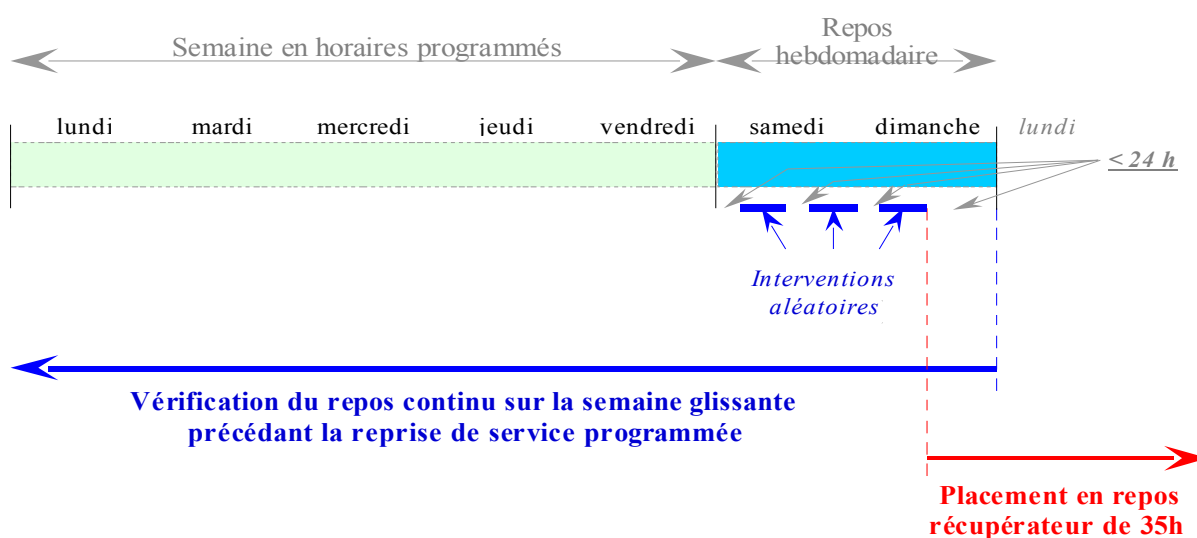 Semaine en horaires programmés
Repos
hebdomadaire
lundi mardi mercredi jeudi vendredi samedi dimanche lundi
< 24 h
Interventions
aléatoires
Vérification du repos continu sur la semaine glissante
précédant la reprise de service programmée
Placement en repos
récupérateur de 35h